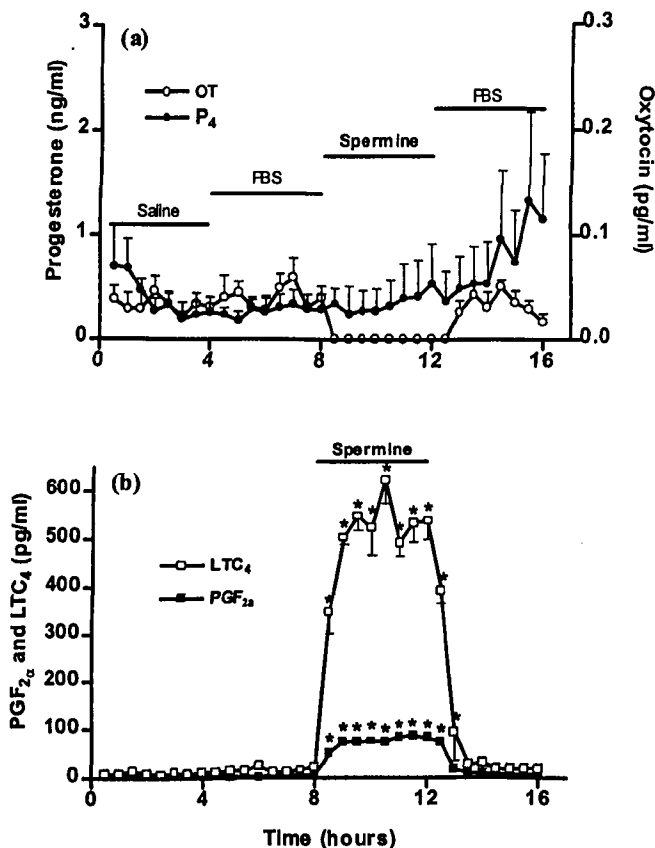 (a)
3
2
1
0
Progesterone (ng/ml)
0.3
0.2
0.1
0.0
Oxytocin (pg/ml)
OT
P4
Saline
FBS
Spermine
FBS
0
4
8
12
16
(b)
Spermine
600
500
400
300
200
100
0
PGF2α and LTC4 (pg/ml)
LTC4
PGF2a
* * * * * * * * * *
* * * * * * * * *
0
4
8
12
16
Time (hours)